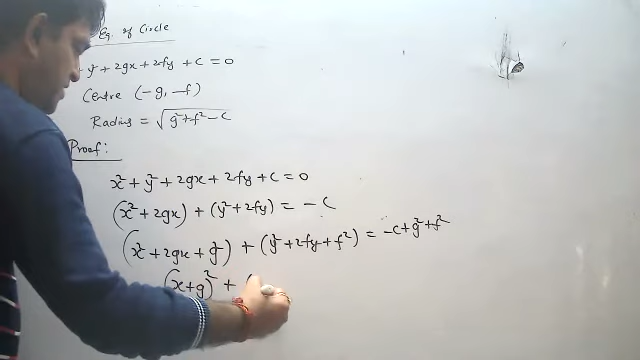 Eq. of Circle
+ y² + 2gx + 2fy + c = 0
Centre (-g, -f)
Radius = √(g² + f² - c)
Proof:
x² + y² + 2gx + 2fy + c = 0
(x² + 2gx) + (y² + 2fy) = -c
(x² + 2gx + g²) + (y² + 2fy + f²) = -c + g² + f²
(x + g)² + (